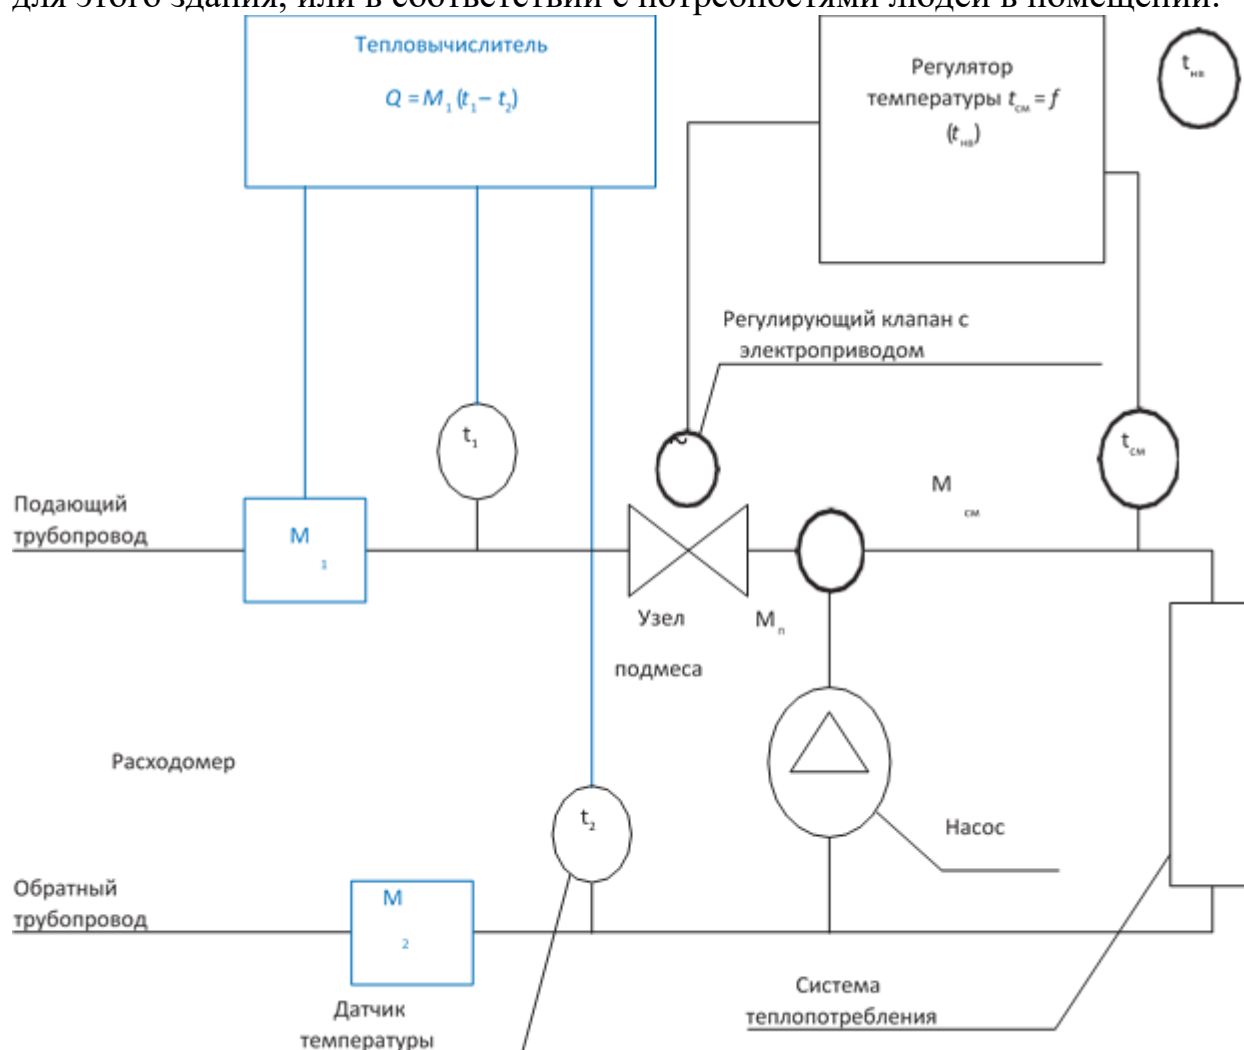 для этого здания, или в соответствии с потребностями людей в помещении.
Тепловычислитель
Q = M₁ (t₁ – t₂)
Регулятор
температуры tсм = f
(tнв)
tнв
Регулирующий клапан с
электроприводом
t₁
tсм
Подающий
трубопровод
M
1
M
см
~
Узел
Mп
подмеса
Расходомер
t₂
Насос
Обратный
трубопровод
M
2
Система
теплопотребления
Датчик
температуры